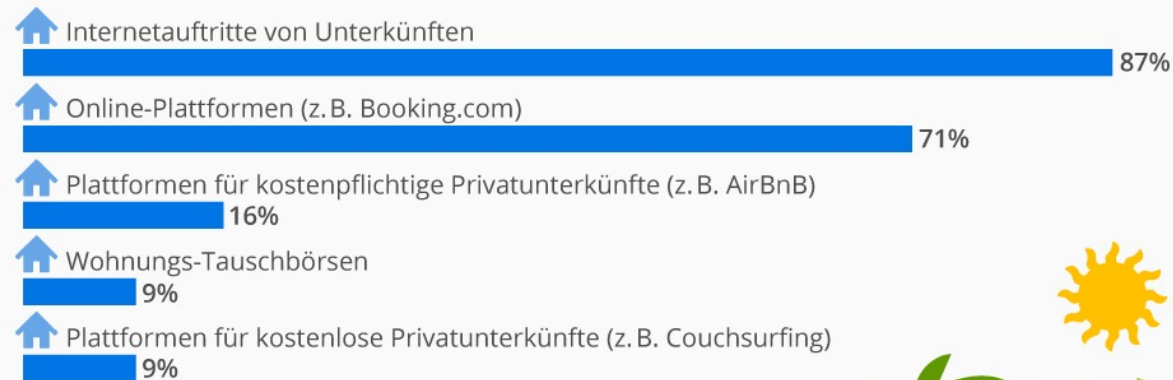 Internetauftritte von Unterkünften
87%
Online-Plattformen (z. B. Booking.com)
71%
Plattformen für kostenpflichtige Privatunterkünfte (z. B. AirBnB)
16%
Wohnungs-Tauschbörsen
9%
Plattformen für kostenlose Privatunterkünfte (z. B. Couchsurfing)
9%